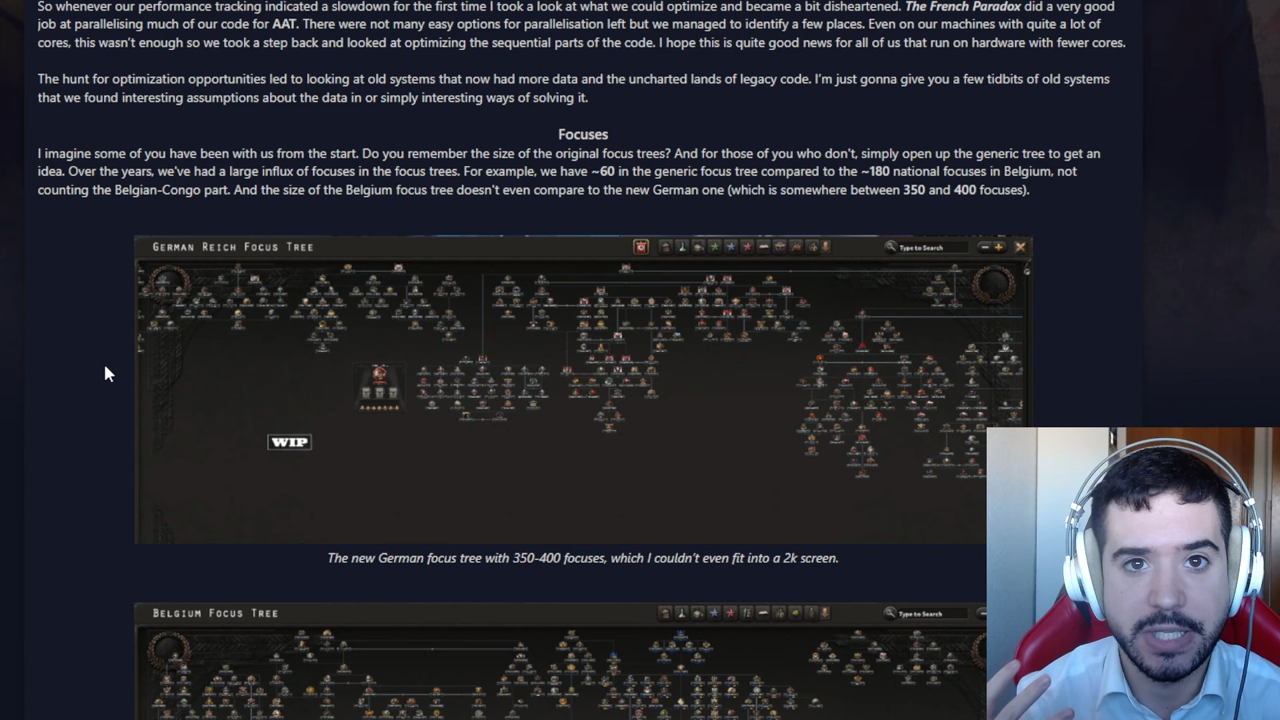 So whenever our performance tracking indicated a slowdown for the first time I took a look at what we could optimize and became a bit disheartened. The French Paradox did a very good
job at parallelising much of our code for AAT. There were not many easy options for parallelisation left but we managed to identify a few places. Even on our machines with quite a lot of
cores, this wasn't enough so we took a step back and looked at optimizing the sequential parts of the code. I hope this is quite good news for all of us that run on hardware with fewer cores.
The hunt for optimization opportunities led to looking at old systems that now had more data and the uncharted lands of legacy code. I'm just gonna give you a few tidbits of old systems
that we found interesting assumptions about the data in or simply interesting ways of solving it.
Focuses
I imagine some of you have been with us from the start. Do you remember the size of the original focus trees? And for those of you who don't, simply open up the generic tree to get an
idea. Over the years, we've had a large influx of focuses in the focus trees. For example, we have ~60 in the generic focus tree compared to the ~180 national focuses in Belgium, not
counting the Belgian-Congo part. And the size of the Belgium focus tree doesn't even compare to the new German one (which is somewhere between 350 and 400 focuses).
German Reich Focus Tree
Type to Search
WIP
The new German focus tree with 350-400 focuses, which I couldn't even fit into a 2k screen.
Belgium Focus Tree
Type to Search